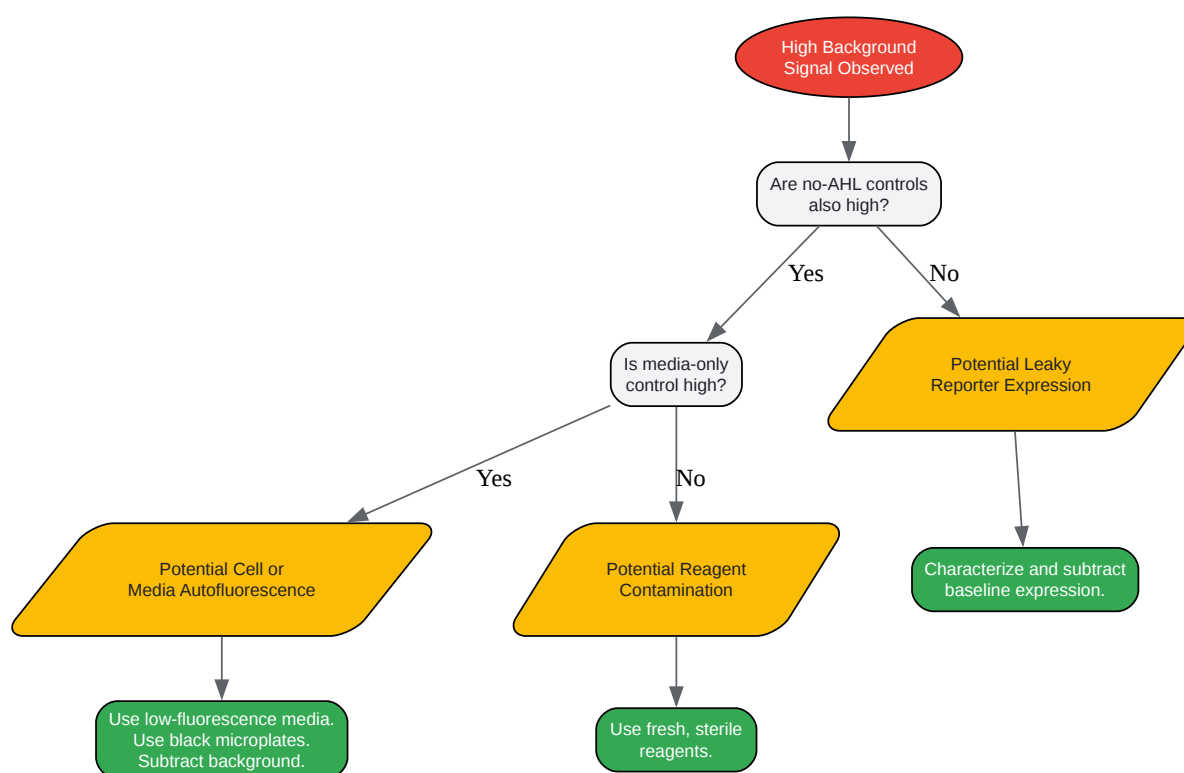 High Background
Signal Observed
Are no-AHL controls
also high?
Yes
No
Is media-only
control high?
Potential Leaky
Reporter Expression
Yes
No
Potential Cell or
Media Autofluorescence
Potential Reagent
Contamination
Characterize and subtract
baseline expression.
Use low-fluorescence media.
Use black microplates.
Subtract background.
Use fresh, sterile
reagents.